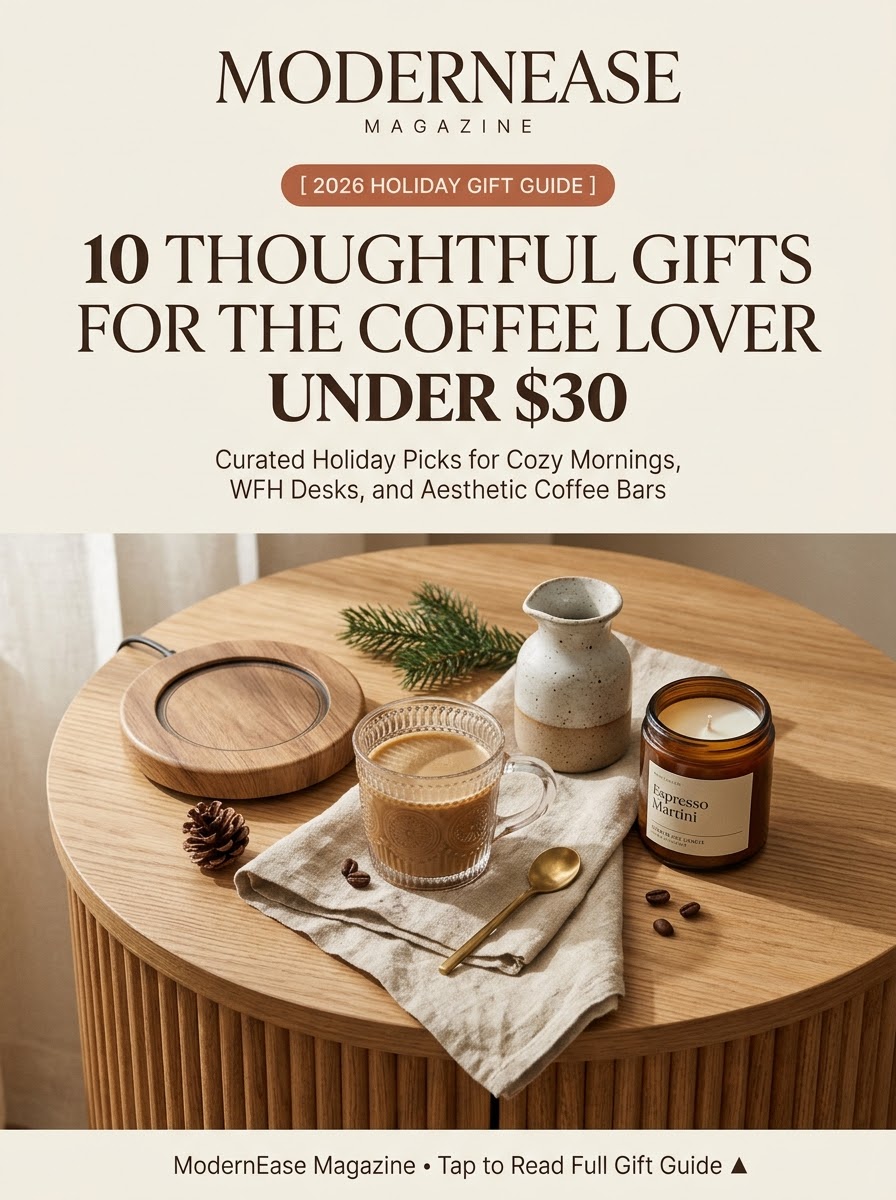 MODERNEASE
MAGAZINE
[ 2026 HOLIDAY GIFT GUIDE ]
10 THOUGHTFUL GIFTS
FOR THE COFFEE LOVER
UNDER $30
Curated Holiday Picks for Cozy Mornings,
WFH Desks, and Aesthetic Coffee Bars
Espresso
Martini
ModernEase Magazine • Tap to Read Full Gift Guide ▲